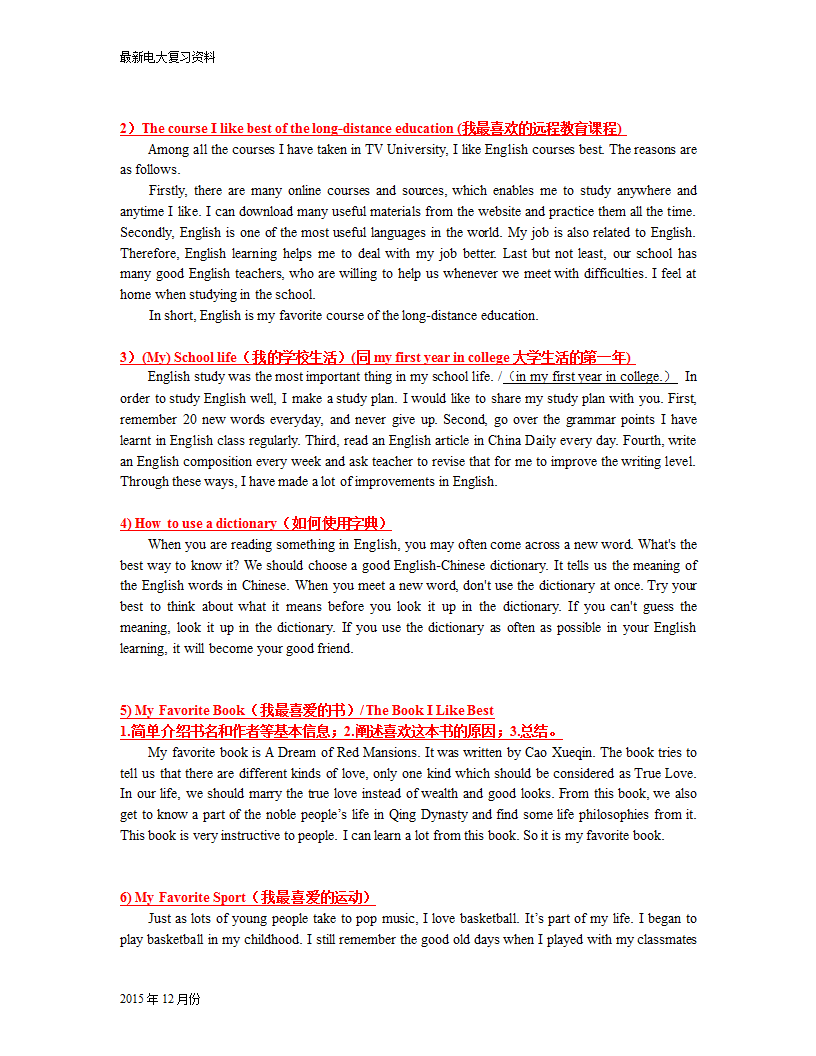 最新电大复习资料
2）The course I like best of the long-distance education (我最喜欢的远程教育课程)
Among all the courses I have taken in TV University, I like English courses best. The reasons are
as follows.
Firstly, there are many online courses and sources, which enables me to study anywhere and
anytime I like. I can download many useful materials from the website and practice them all the time.
Secondly, English is one of the most useful languages in the world. My job is also related to English.
Therefore, English learning helps me to deal with my job better. Last but not least, our school has
many good English teachers, who are willing to help us whenever we meet with difficulties. I feel at
home when studying in the school.
In short, English is my favorite course of the long-distance education.
3）(My) School life（我的学校生活）(同 my first year in college 大学生活的第一年)
English study was the most important thing in my school life. /（in my first year in college.） In
order to study English well, I make a study plan. I would like to share my study plan with you. First,
remember 20 new words everyday, and never give up. Second, go over the grammar points I have
learnt in English class regularly. Third, read an English article in China Daily every day. Fourth, write
an English composition every week and ask teacher to revise that for me to improve the writing level.
Through these ways, I have made a lot of improvements in English.
4) How to use a dictionary（如何使用字典）
When you are reading something in English, you may often come across a new word. What's the
best way to know it? We should choose a good English-Chinese dictionary. It tells us the meaning of
the English words in Chinese. When you meet a new word, don't use the dictionary at once. Try your
best to think about what it means before you look it up in the dictionary. If you can't guess the
meaning, look it up in the dictionary. If you use the dictionary as often as possible in your English
learning, it will become your good friend.
5) My Favorite Book（我最喜爱的书）/ The Book I Like Best
1.简单介绍书名和作者等基本信息；2.阐述喜欢这本书的原因；3.总结。
My favorite book is A Dream of Red Mansions. It was written by Cao Xueqin. The book tries to
tell us that there are different kinds of love, only one kind which should be considered as True Love.
In our life, we should marry the true love instead of wealth and good looks. From this book, we also
get to know a part of the noble people’s life in Qing Dynasty and find some life philosophies from it.
This book is very instructive to people. I can learn a lot from this book. So it is my favorite book.
6) My Favorite Sport（我最喜爱的运动）
Just as lots of young people take to pop music, I love basketball. It’s part of my life. I began to
play basketball in my childhood. I still remember the good old days when I played with my classmates
2015 年 12 月份